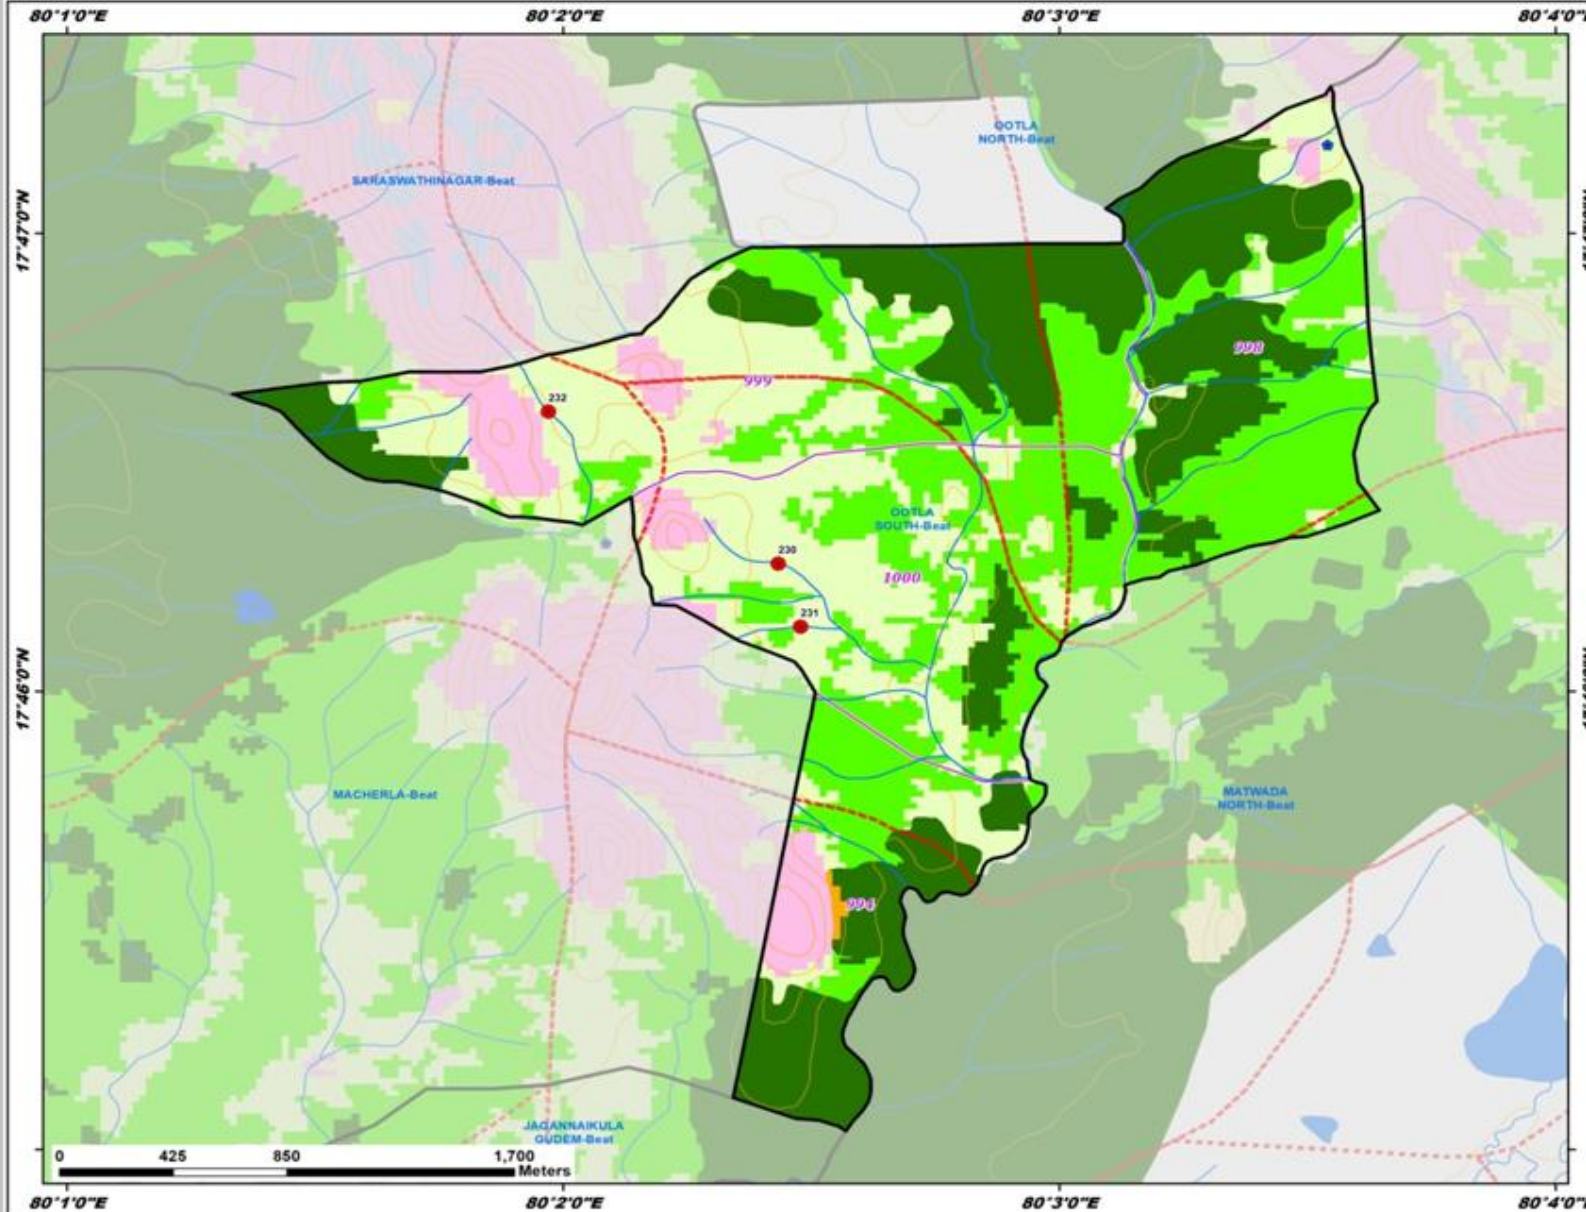 80°1'0"E 80°2'0"E 80°3'0"E 80°4'0"
OOTLA
NORTH-Beat
SARASWATHINAGAR-Beat
17°47'0"N
998
999
232
OOTLA
SOUTH-Beat
230
1000
231
17°46'0"N
MACHERLA-Beat
MATWADA
NORTH-Beat
994
JAGANNAIKULA
GUDEM-Beat
0 425 850 1,700
Meters
80°1'0"E 80°2'0"E 80°3'0"E 80°4'0"